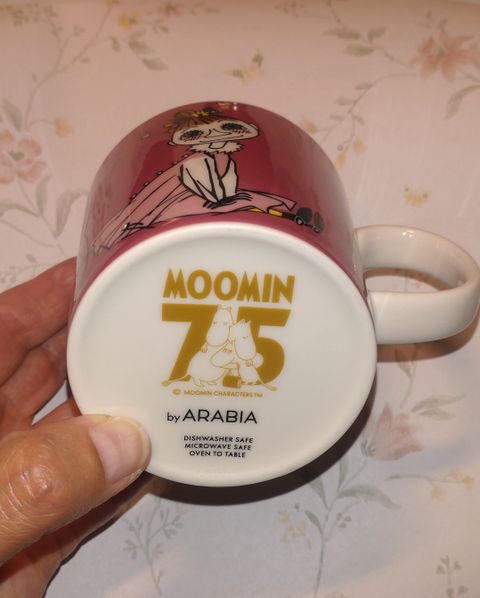 MOOMIN
75
© MOOMIN CHARACTERS™
by ARABIA
DISHWASHER SAFE
MICROWAVE SAFE
OVEN TO TABLE